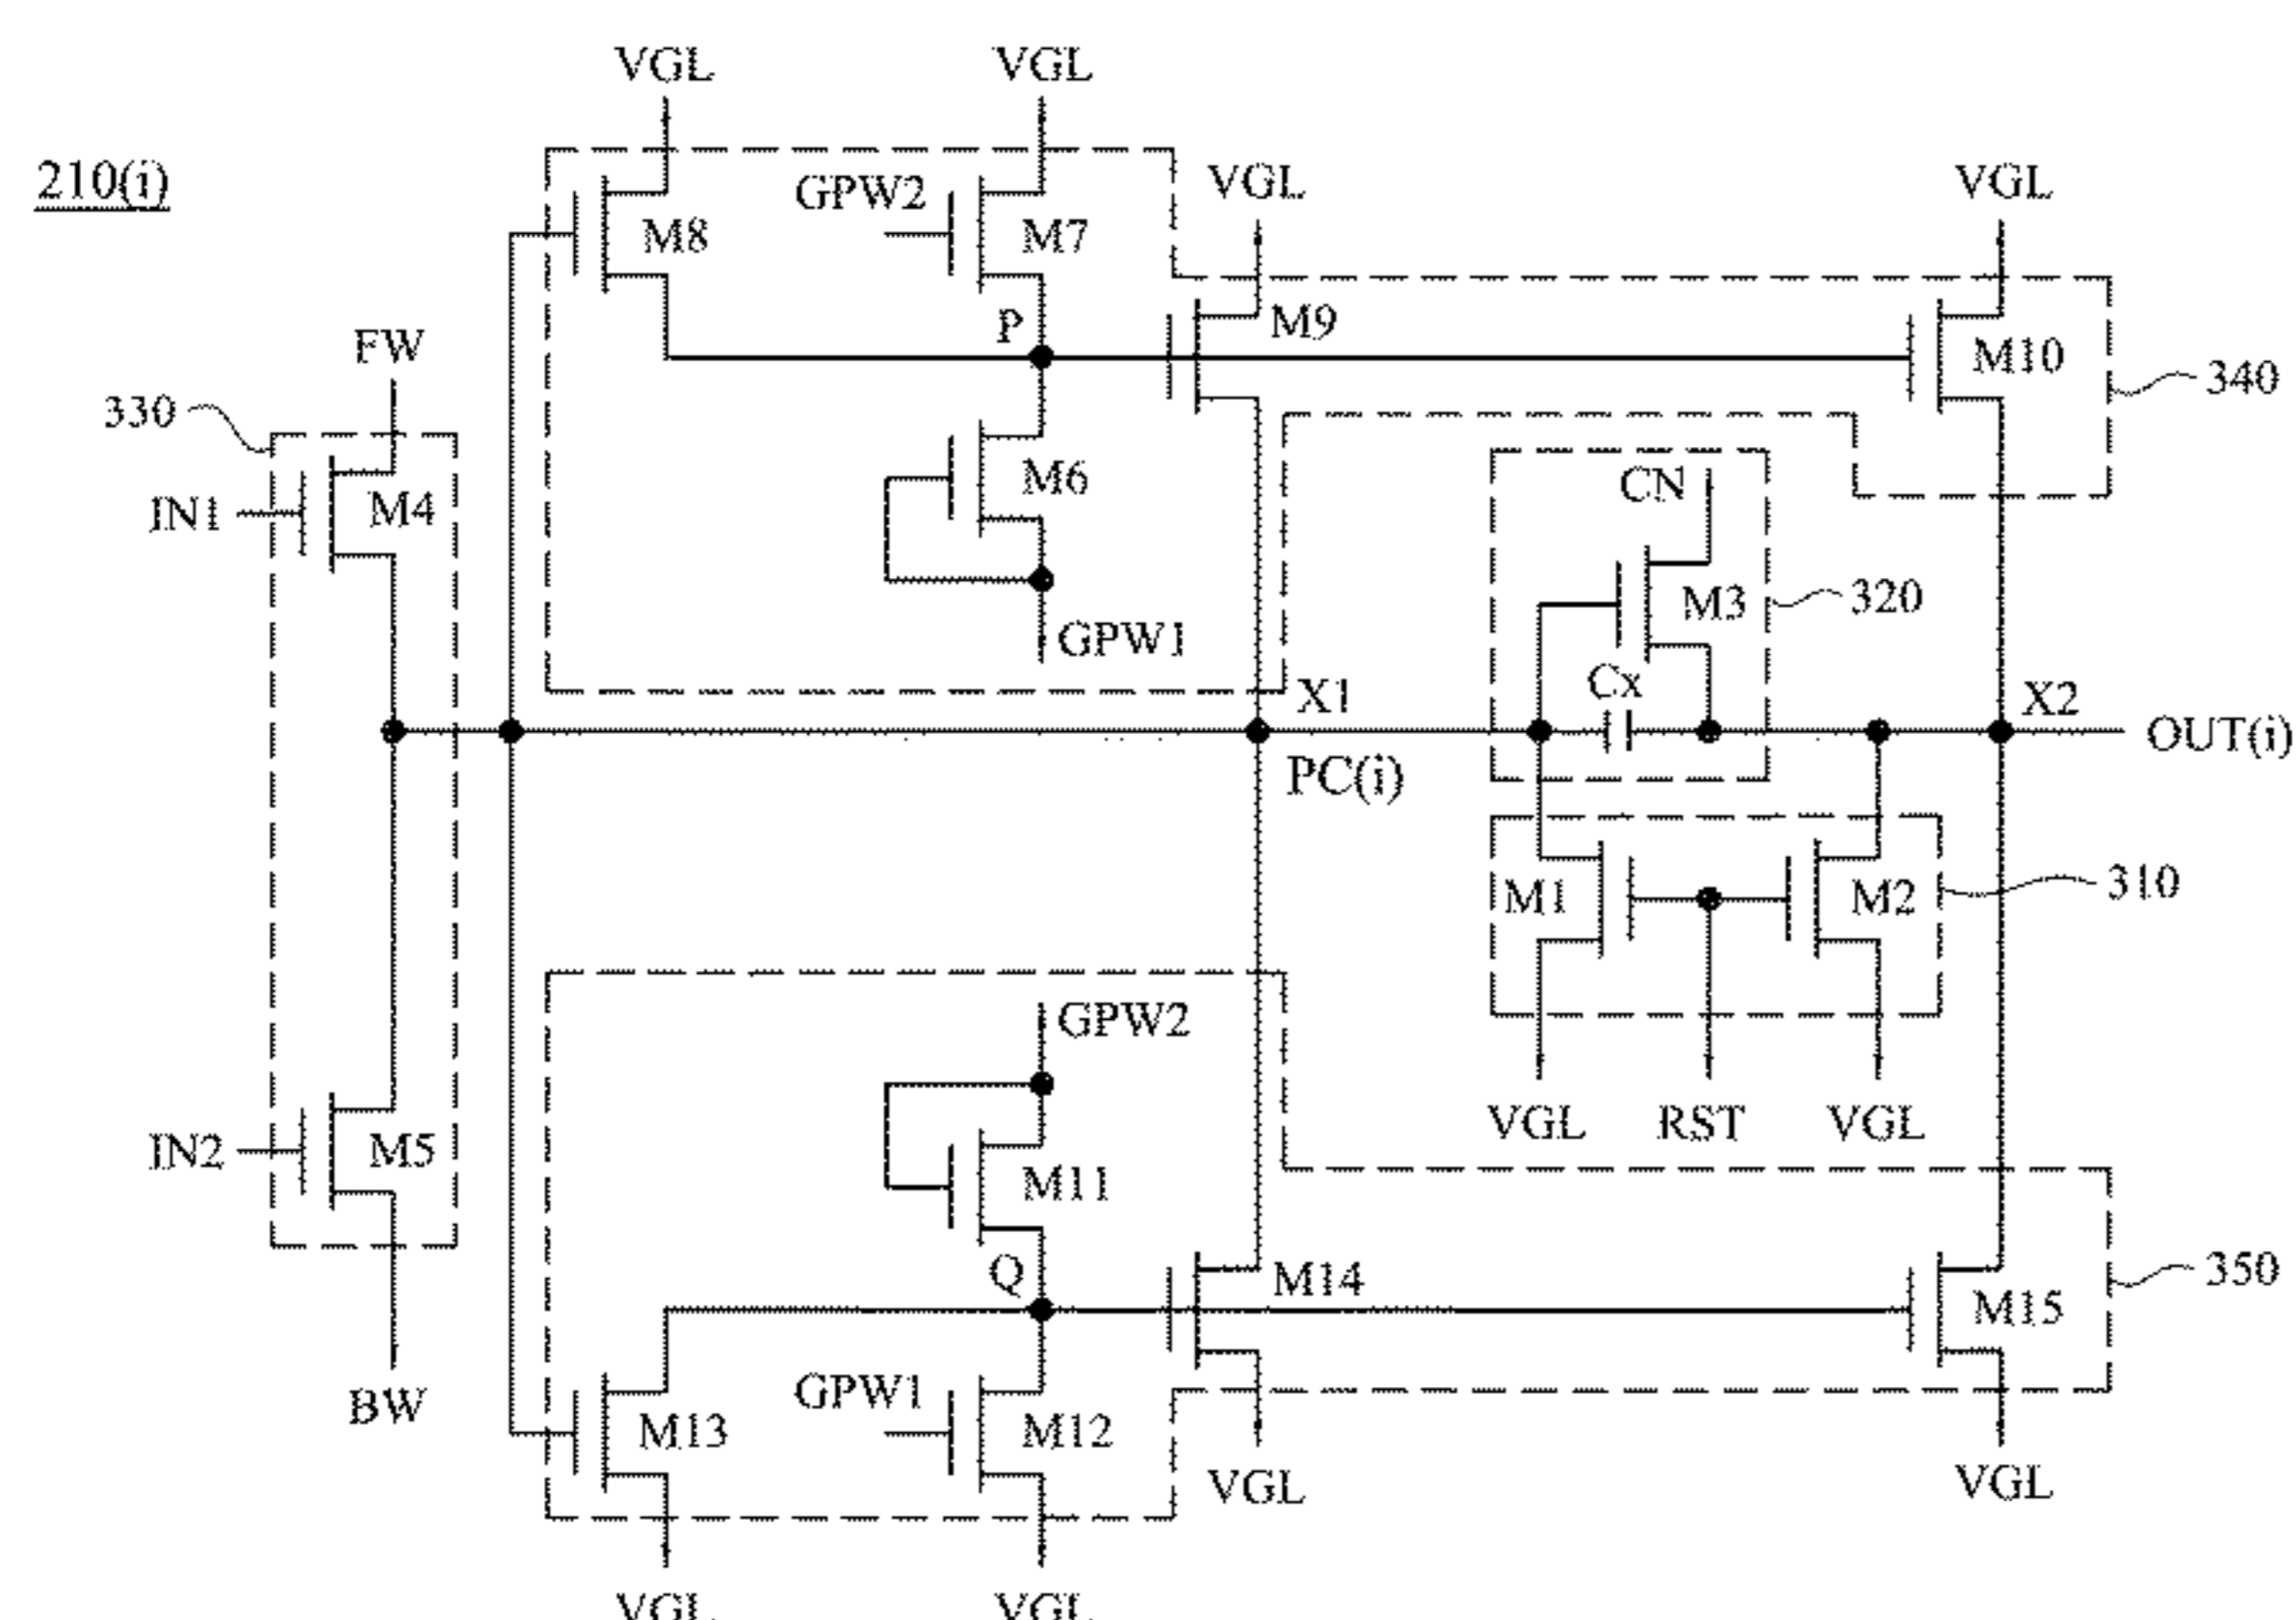 VGL VGL
210(i)
GPW2 VGL VGL
M8 M7
P M9
FW M10
330 340
CN
IN1 M4 M6
M3 320
GPW1
Cx
X1 X2
OUT(i)
PC(i)
M1 M2 310
GPW2
VGL RST VGL
IN2 M5 M11
Q M14 350
M15
GPW1
BW M13 M12
VGL VGL
VGL VGL